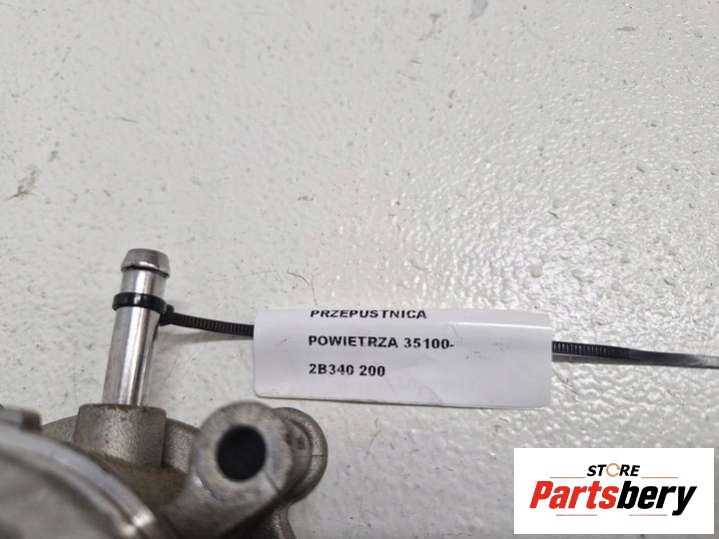 PRZEPUSTNICA
POWIETRZA 35100-
2B340 200
STORE
Partsbery